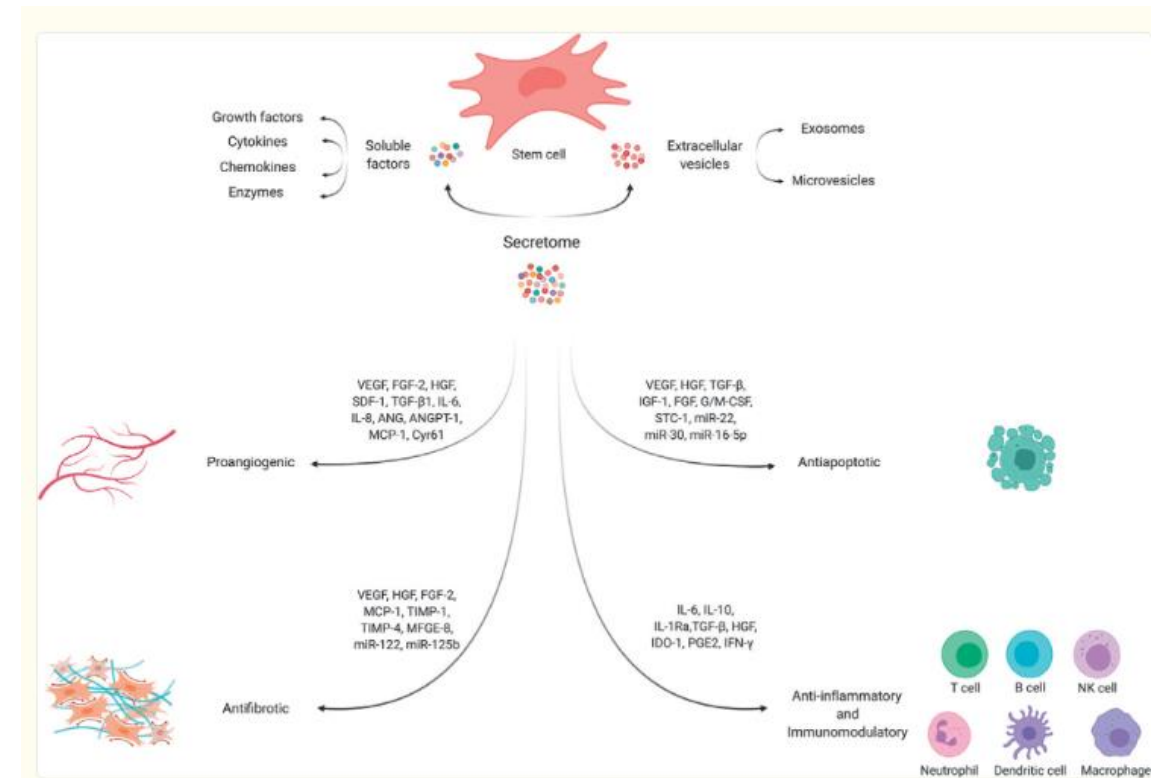 Growth factors
Cytokines
Chemokines
Enzymes
Soluble
factors
Stem cell
Extracellular
vesicles
Exosomes
Microvesicles
Secretome
VEGF, FGF-2, HGF,
SDF-1, TGF-β1, IL-6,
IL-8, ANG, ANGPT-1,
MCP-1, Cyr61
Proangiogenic
VEGF, HGF, TGF-β,
IGF-1, FGF, G/M-CSF,
STC-1, miR-22,
miR-30, miR-16-5p
Antiapoptotic
VEGF, HGF, FGF-2,
MCP-1, TIMP-1,
TIMP-4, MFGE-8,
miR-122, miR-125b
Antifibrotic
IL-6, IL-10,
IL-1Ra,TGF-β, HGF,
IDO-1, PGE2, IFN-γ
Anti-inflammatory
and
Immunomodulatory
T cell
B cell
NK cell
Neutrophil
Dendritic cell
Macrophage